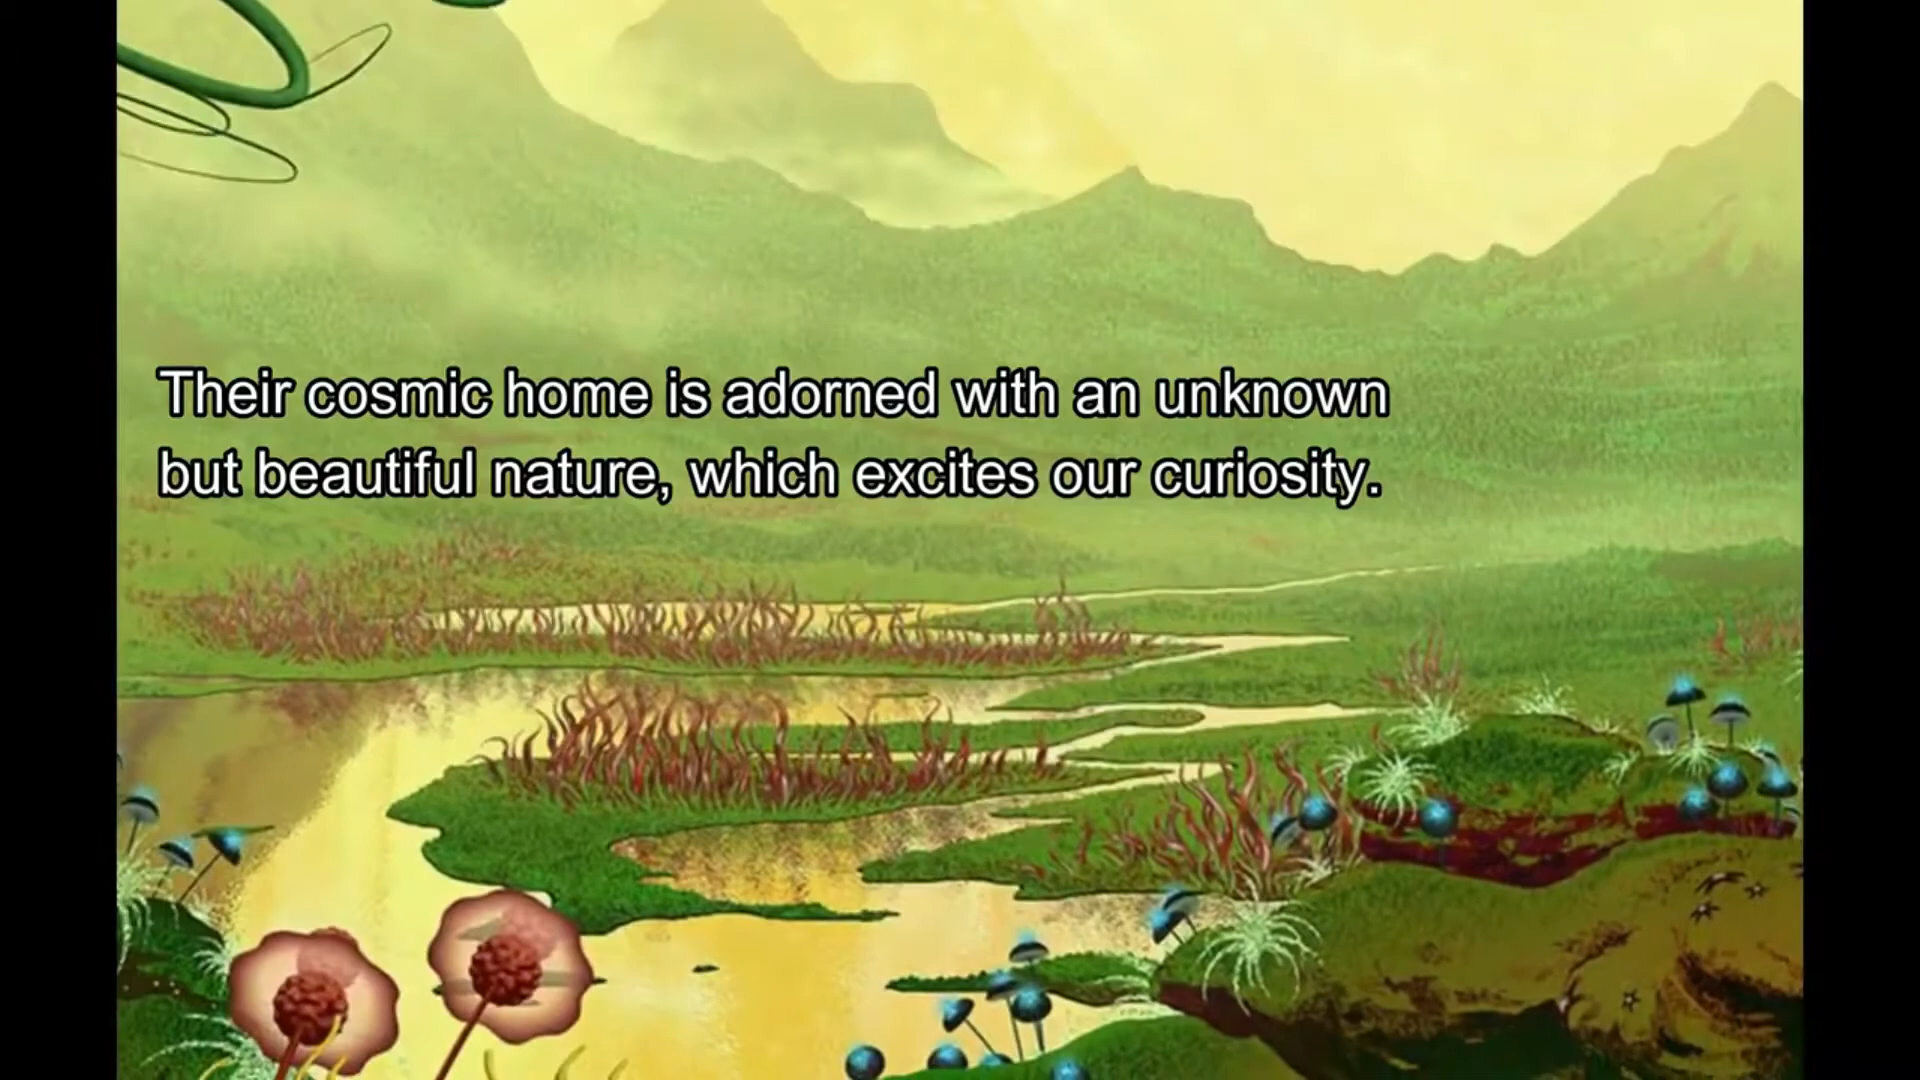 Their cosmic home is adorned with an unknown
but beautiful nature, which excites our curiosity.